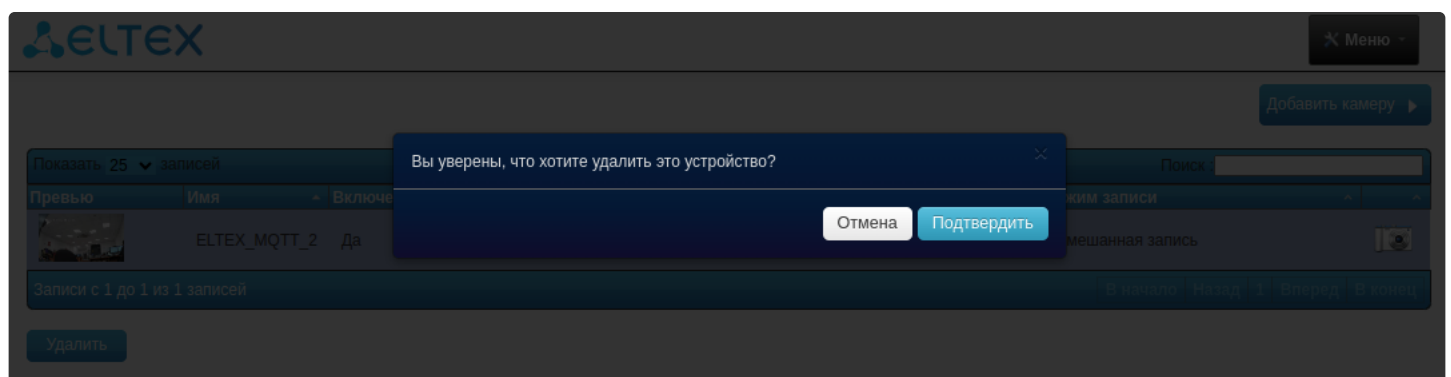 ELTEX
Меню
Добавить камеру
Показать 25 записей
Поиск
Вы уверены, что хотите удалить это устройство?
Превью Имя Включе жим записи
Отмена Подтвердить
ELTEX_MQTT_2 Да мешанная запись
Записи с 1 до 1 из 1 записей В начало Назад 1 Вперед В конец
Удалить